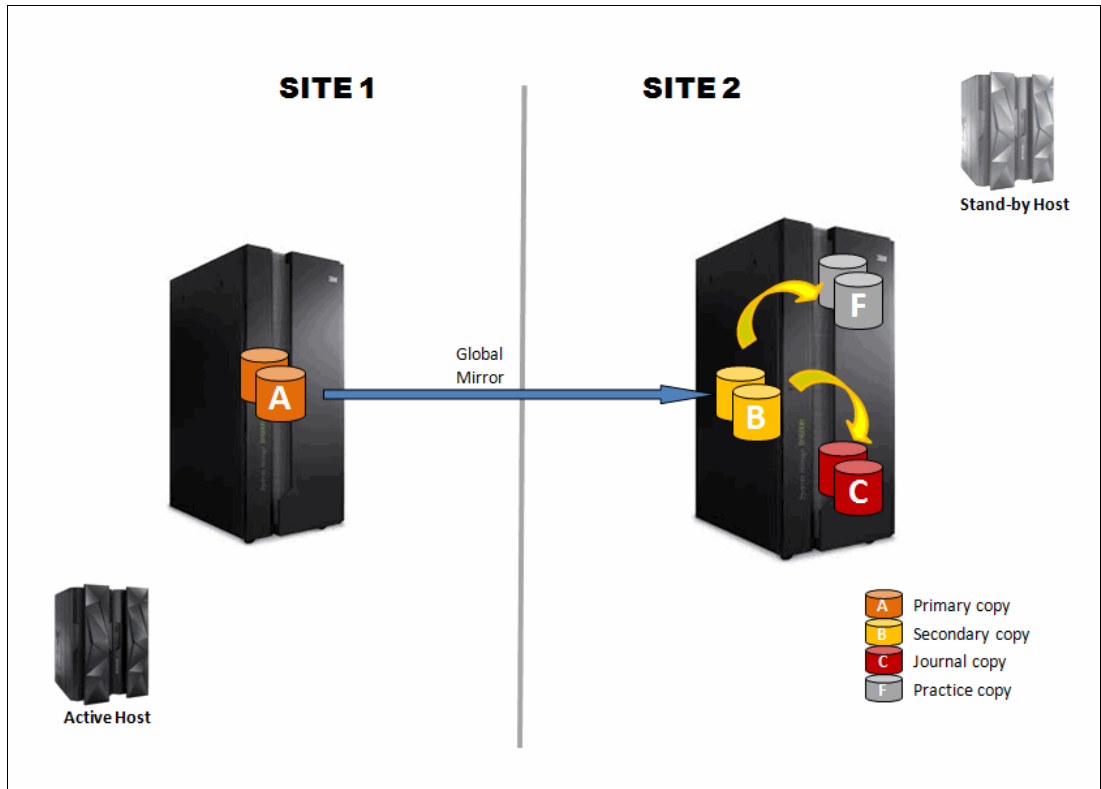 SITE 1
SITE 2
Stand-by Host
IBM
F
Global
Mirror
A
B
C
A Primary copy
B Secondary copy
C Journal copy
F Practice copy
Active Host